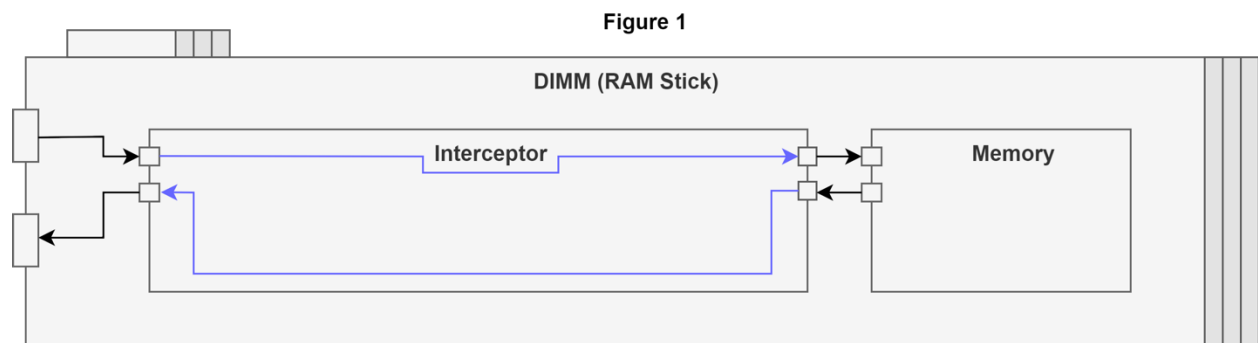 Figure 1
DIMM (RAM Stick)
Interceptor
Memory